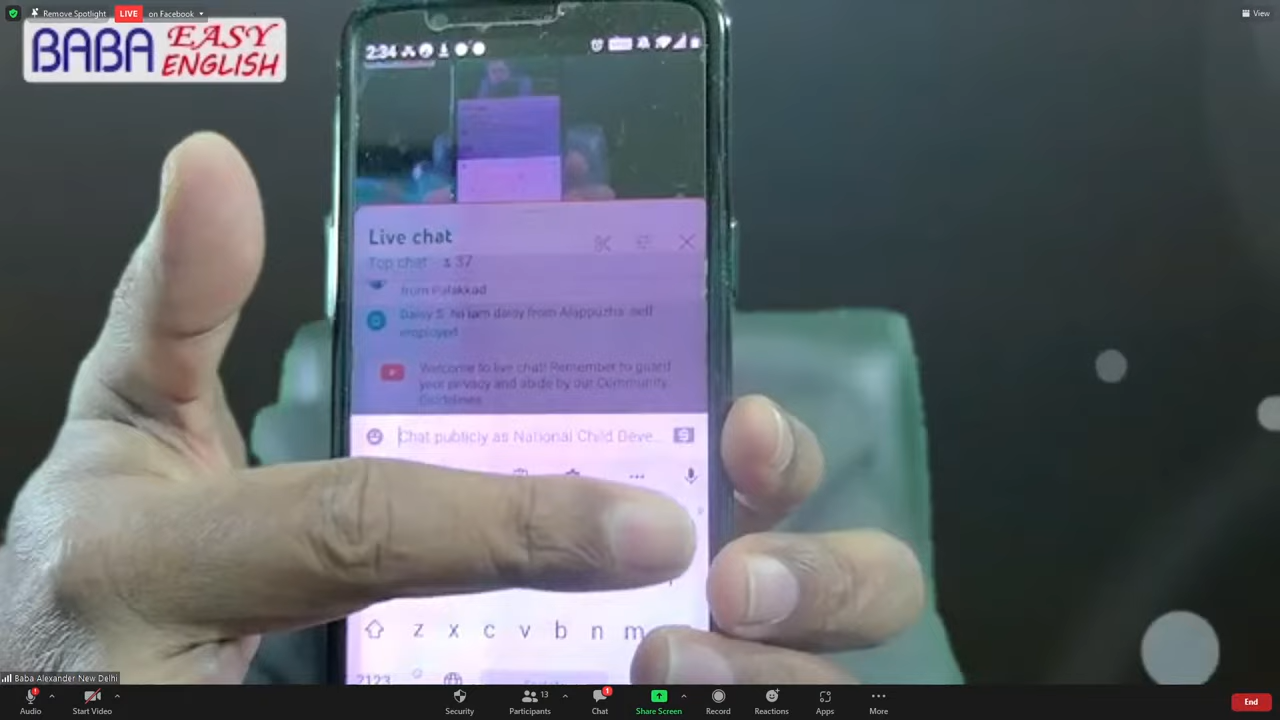 Remove Spotlight LIVE on Facebook View
BABA EASY ENGLISH
2:34
Live chat
Top chat 37
from Palakkad
Daisy S from Alappuzha self
employed
Welcome to live chat! Remember to guard
your privacy and abide by our Community
Guidelines
Chat publicly as National Child Deve...
z x c v b n m
Baba Alexander New Delhi
13 1
Audio Start Video Security Participants Chat Share Screen Record Reactions Apps More End